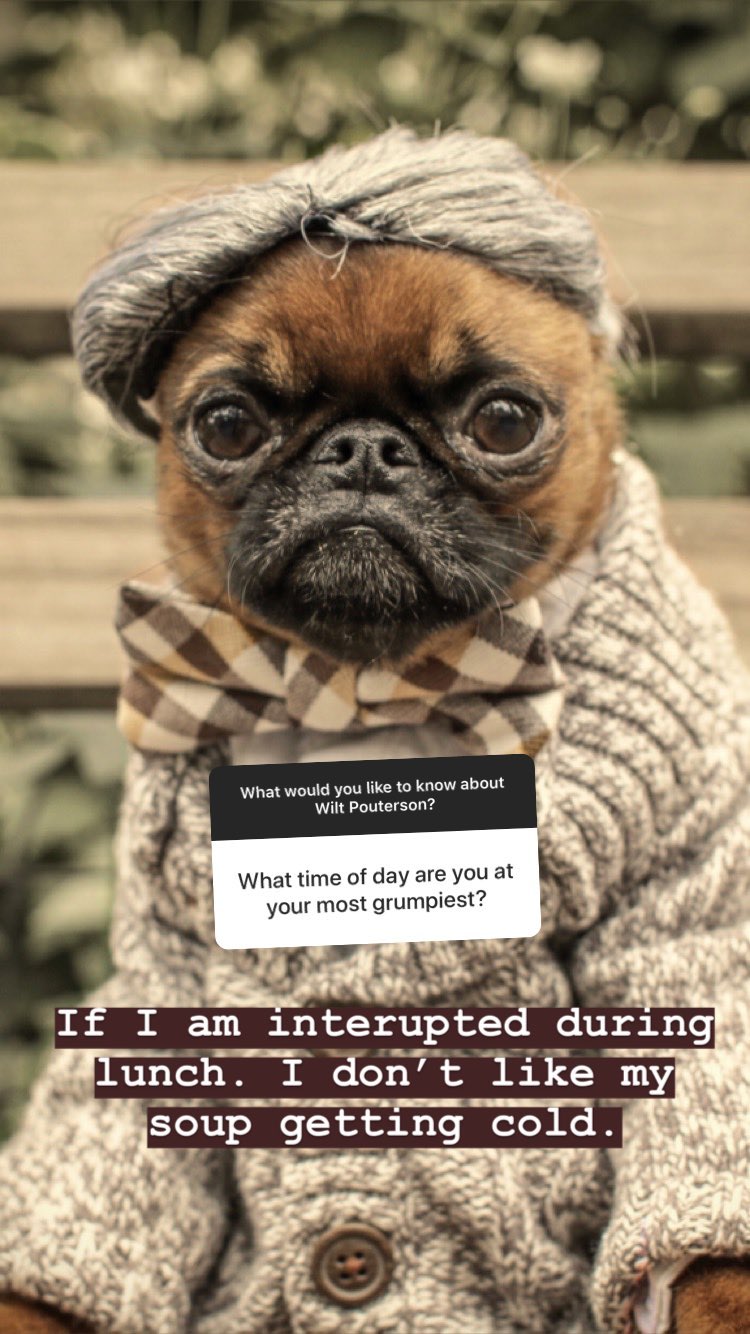 What would you like to know about
Wilt Pouterson?
What time of day are you at
your most grumpiest?
If I am interupted during
lunch. I don’t like my
soup getting cold.